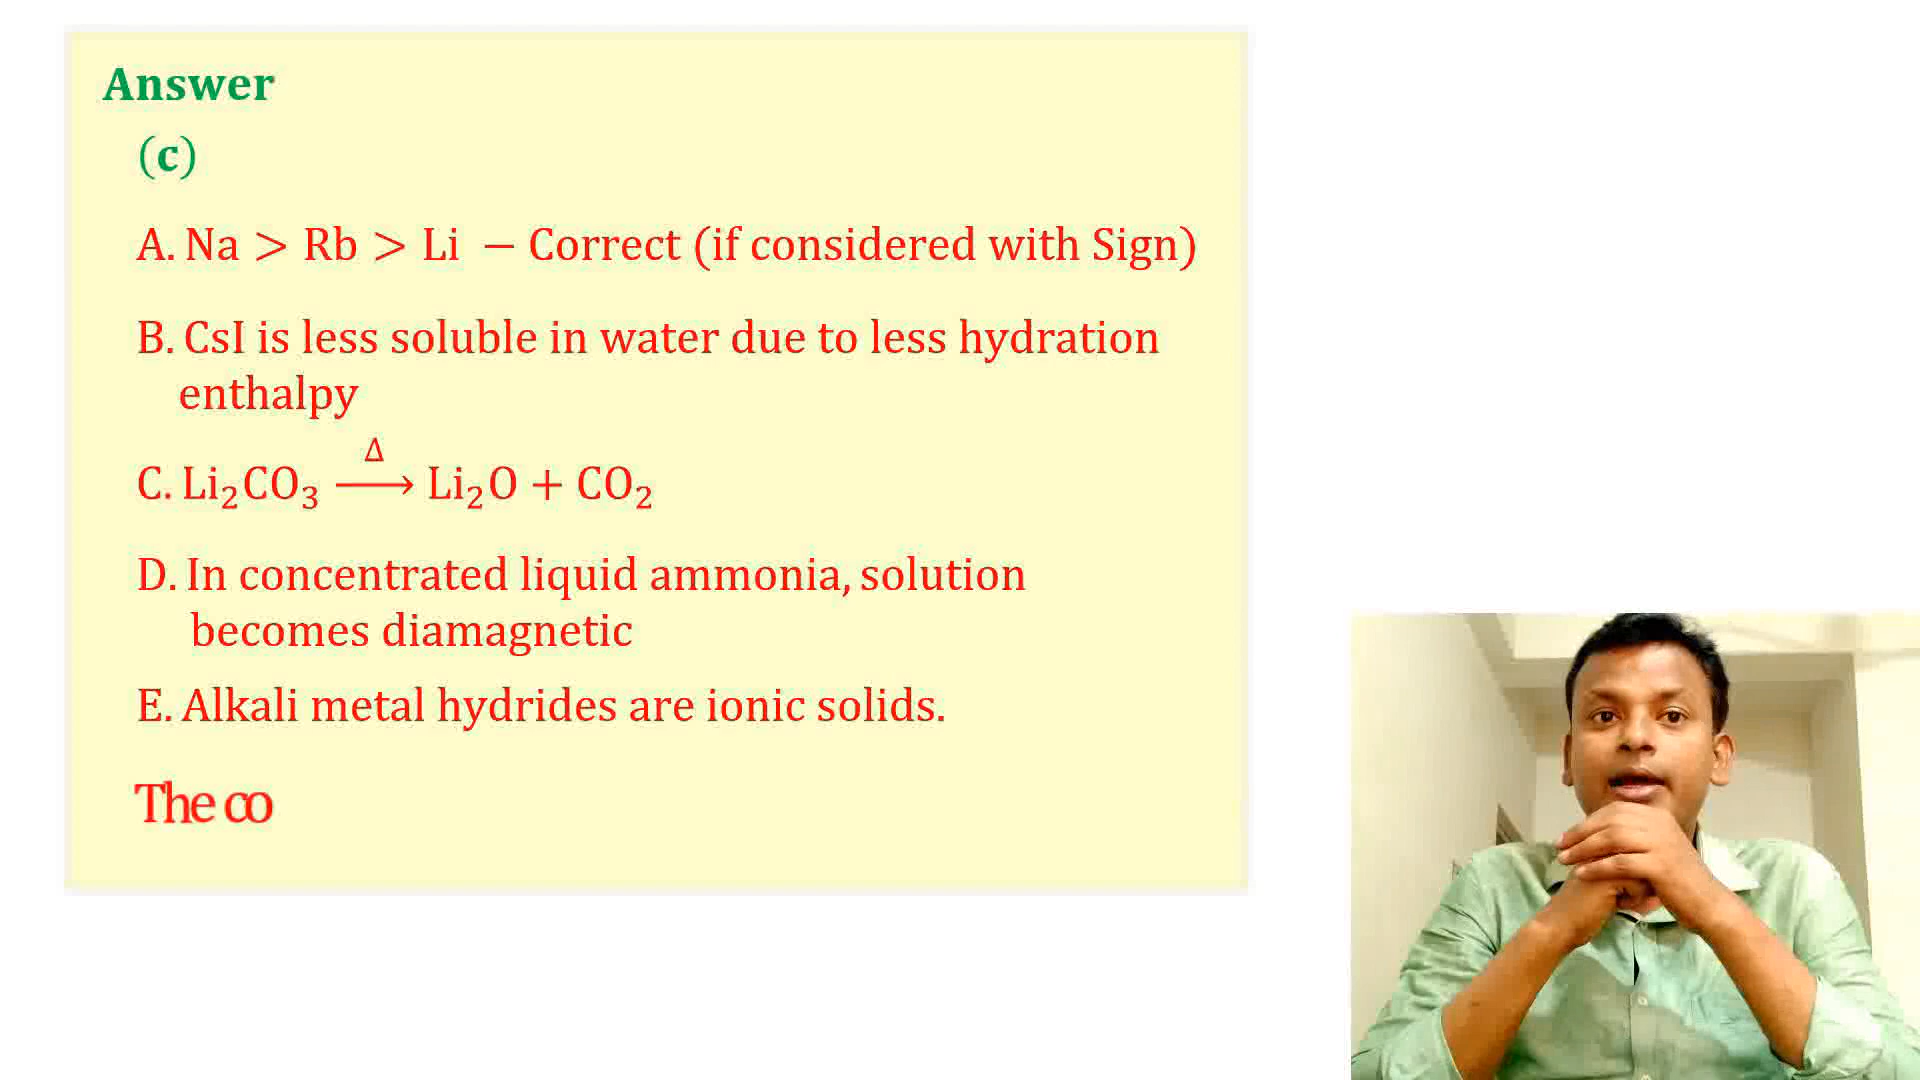 Answer
(c)
A. Na > Rb > Li − Correct (if considered with Sign)
B. CsI is less soluble in water due to less hydration
enthalpy
Δ
C. Li₂CO₃ ⟶ Li₂O + CO₂
D. In concentrated liquid ammonia, solution
becomes diamagnetic
E. Alkali metal hydrides are ionic solids.
The co